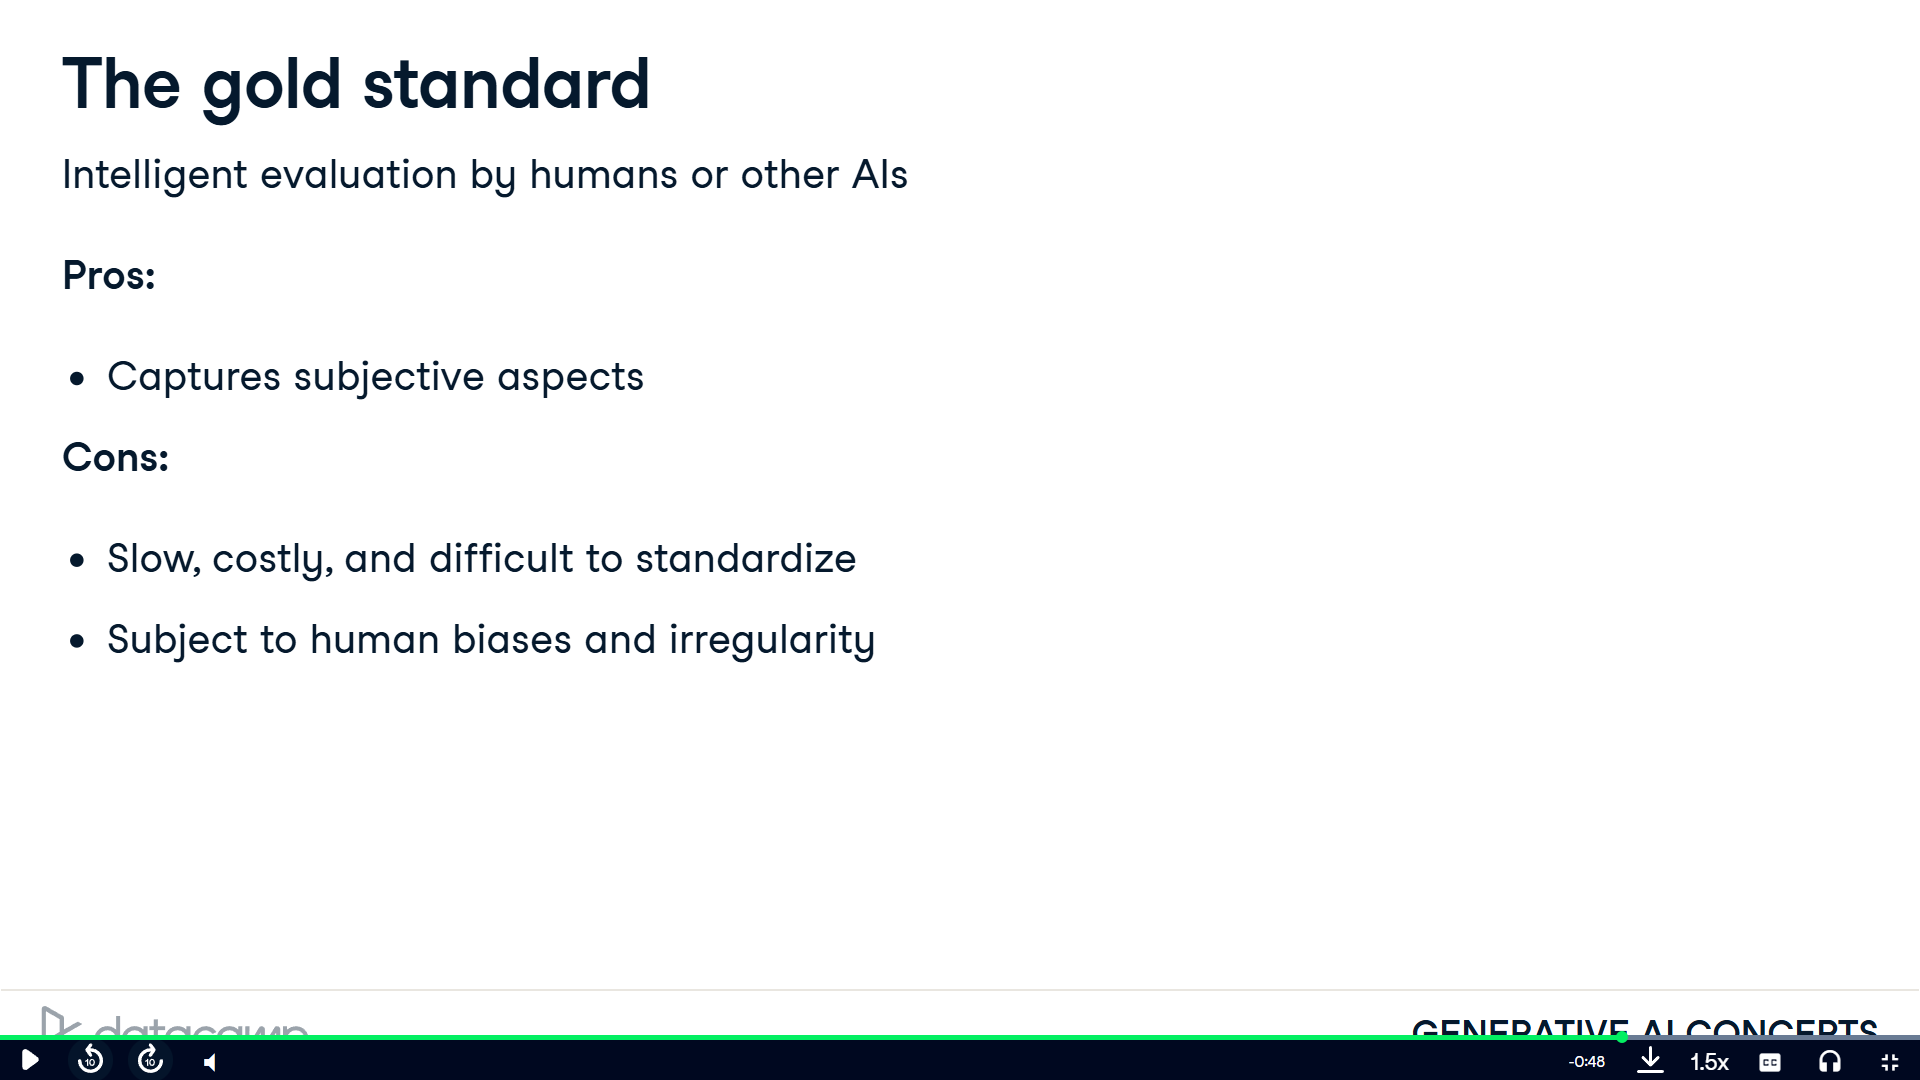 The gold standard
Intelligent evaluation by humans or other AIs
Pros:
• Captures subjective aspects
Cons:
• Slow, costly, and difficult to standardize
• Subject to human biases and irregularity
datacamp
GENERATIVE AI CONCEPTS
10
10
-0:48
1.5x
CC